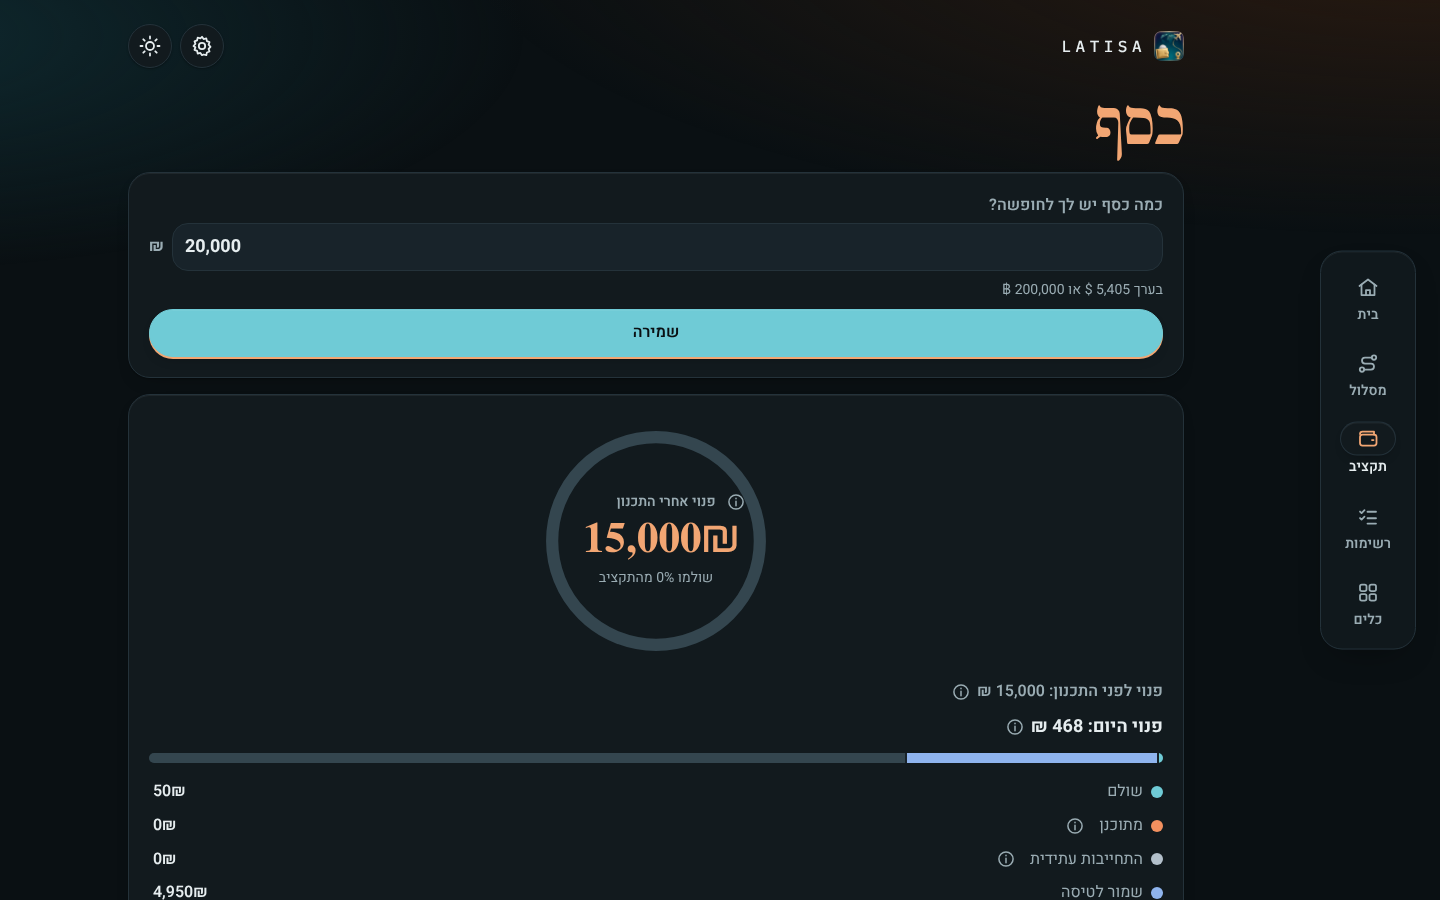 LATISA
כסף
כמה כסף יש לך לחופשה?
20,000 ₪
בערך 5,405 $ או 200,000 ฿
שמירה
פנוי אחרי התכנון
₪15,000
שולמו 0% מהתקציב
פנוי לפני התכנון: 15,000 ₪
פנוי היום: 468 ₪
שולם ₪50
מתוכנן ₪0
התחייבות עתידית ₪0
שמור לטיסה ₪4,950
בית
מסלול
תקציב
רשימות
כלים